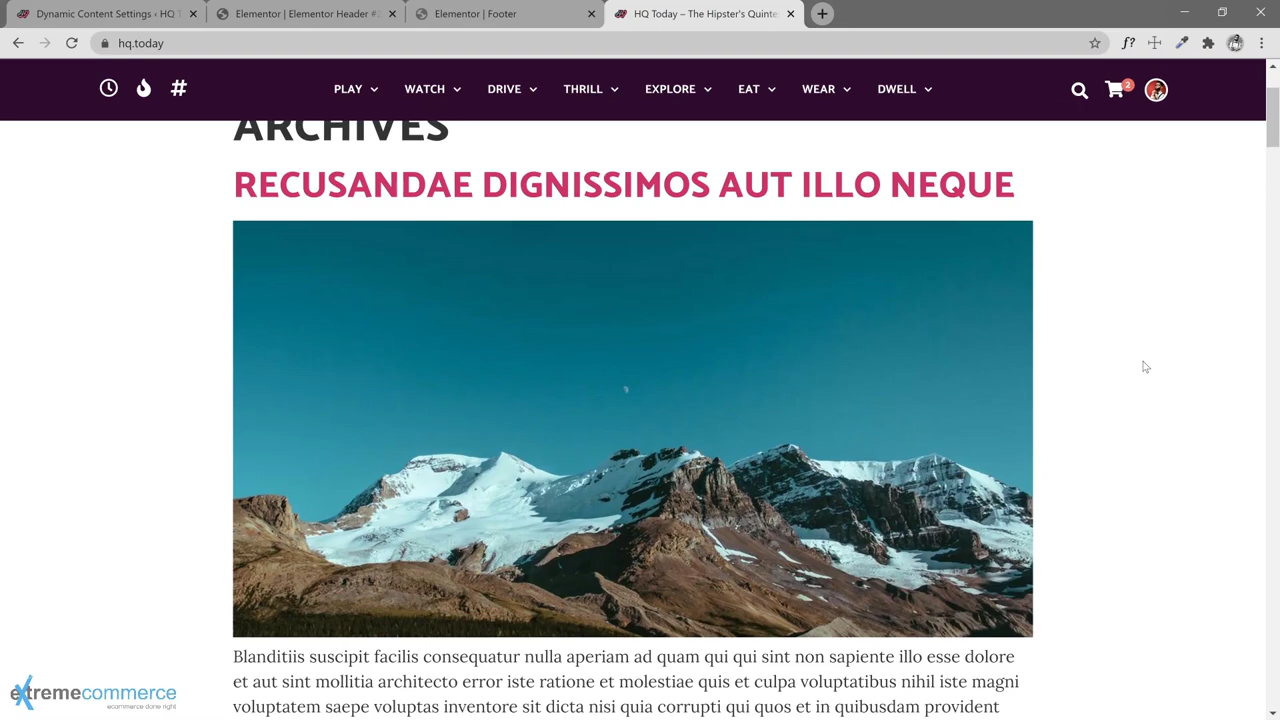 Dynamic Content Settings ‹ HQ T
Elementor | Elementor Header #2
Elementor | Footer
HQ Today – The Hipster's Quinte
hq.today
f?
PLAY WATCH DRIVE THRILL EXPLORE EAT WEAR DWELL
2
ARCHIVES
RECUSANDAE DIGNISSIMOS AUT ILLO NEQUE
Blanditiis suscipit facilis consequatur nulla aperiam ad quam qui qui sint non sapiente illo esse dolore
et aut sint mollitia architecto error iste ratione et molestiae quis et culpa voluptatibus nihil iste magni
voluptatem saepe voluptas inventore sit dicta nisi quia corrupti qui quos et in quibusdam provident
extremecommerce
ecommerce done right